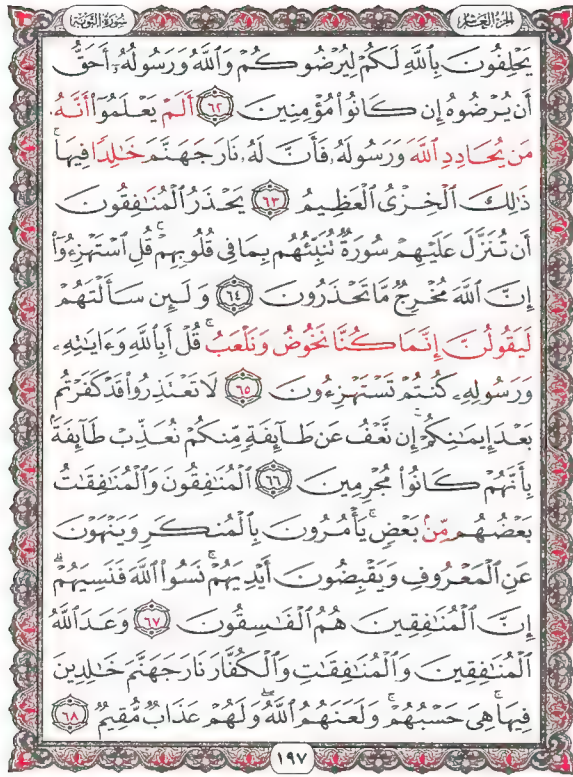 الجزء العاشر
سورة التوبة
يَحْلِفُونَ بِٱللَّهِ لَكُمْ لِيُرْضُوكُمْ وَٱللَّهُ وَرَسُولُهُۥٓ أَحَقُّ
أَن يُرْضُوهُ إِن كَانُوا۟ مُؤْمِنِينَ ٦٢ أَلَمْ يَعْلَمُوٓا۟ أَنَّهُۥ
مَن يُحَادِدِ ٱللَّهَ وَرَسُولَهُۥ فَأَنَّ لَهُۥ نَارَ جَهَنَّمَ خَٰلِدًا فِيهَا ۚ
ذَٰلِكَ ٱلْخِزْىُ ٱلْعَظِيمُ ٦٣ يَحْذَرُ ٱلْمُنَٰفِقُونَ
أَن تُنَزَّلَ عَلَيْهِمْ سُورَةٌ تُنَبِّئُهُم بِمَا فِى قُلُوبِهِمْ ۚ قُلِ ٱسْتَهْزِءُوٓا۟
إِنَّ ٱللَّهَ مُخْرِجٌ مَّا تَحْذَرُونَ ٦٤ وَلَئِن سَأَلْتَهُمْ
لَيَقُولُنَّ إِنَّمَا كُنَّا نَخُوضُ وَنَلْعَبُ ۚ قُلْ أَبِٱللَّهِ وَءَايَٰتِهِۦ
وَرَسُولِهِۦ كُنتُمْ تَسْتَهْزِءُونَ ٦٥ لَا تَعْتَذِرُوا۟ قَدْ كَفَرْتُم
بَعْدَ إِيمَٰنِكُمْ ۚ إِن نَّعْفُ عَن طَآئِفَةٍ مِّنكُمْ نُعَذِّبْ طَآئِفَةًۢ
بِأَنَّهُمْ كَانُوا۟ مُجْرِمِينَ ٦٦ ٱلْمُنَٰفِقُونَ وَٱلْمُنَٰفِقَٰتُ
بَعْضُهُم مِّنۢ بَعْضٍ ۚ يَأْمُرُونَ بِٱلْمُنكَرِ وَيَنْهَوْنَ
عَنِ ٱلْمَعْرُوفِ وَيَقْبِضُونَ أَيْدِيَهُمْ ۚ نَسُوا۟ ٱللَّهَ فَنَسِيَهُمْ ۗ
إِنَّ ٱلْمُنَٰفِقِينَ هُمُ ٱلْفَٰسِقُونَ ٦٧ وَعَدَ ٱللَّهُ
ٱلْمُنَٰفِقِينَ وَٱلْمُنَٰفِقَٰتِ وَٱلْكُفَّارَ نَارَ جَهَنَّمَ خَٰلِدِينَ
فِيهَا ۚ هِىَ حَسْبُهُمْ ۚ وَلَعَنَهُمُ ٱللَّهُ ۖ وَلَهُمْ عَذَابٌ مُّقِيمٌ ٦٨
١٩٧